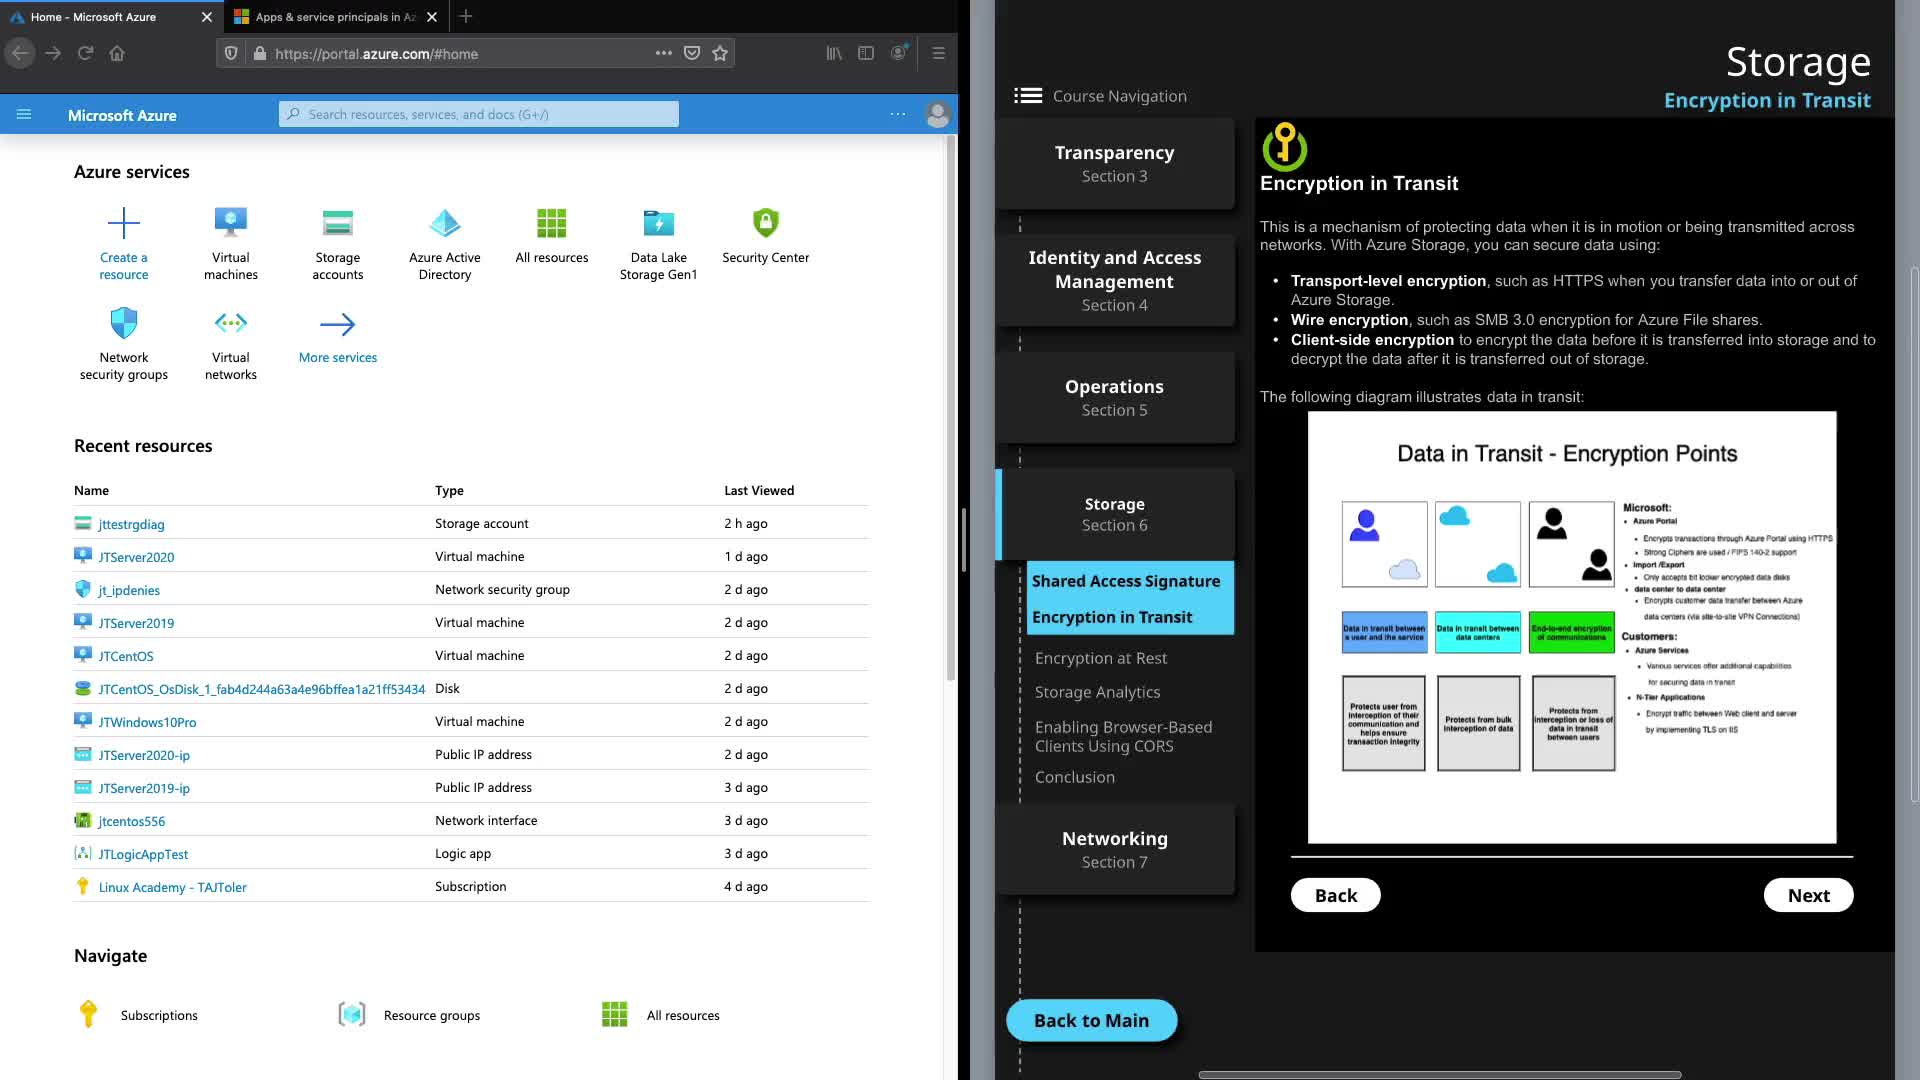 Home - Microsoft Azure
Apps & service principals in Az
https://portal.azure.com/#home
Microsoft Azure
Search resources, services, and docs (G+/)
Azure services
Create a resource
Virtual machines
Storage accounts
Azure Active Directory
All resources
Data Lake Storage Gen1
Security Center
Network security groups
Virtual networks
More services
Recent resources
Name Type Last Viewed
jttestrgdiag Storage account 2 h ago
JTServer2020 Virtual machine 1 d ago
jt_ipdenies Network security group 2 d ago
JTServer2019 Virtual machine 2 d ago
JTCentOS Virtual machine 2 d ago
JTCentOS_OsDisk_1_fab4d244a63a4e96bffea1a21ff53434 Disk 2 d ago
JTWindows10Pro Virtual machine 2 d ago
JTServer2020-ip Public IP address 2 d ago
JTServer2019-ip Public IP address 3 d ago
jtcentos556 Network interface 3 d ago
JTLogicAppTest Logic app 3 d ago
Linux Academy - TAJToler Subscription 4 d ago
Navigate
Subscriptions
Resource groups
All resources
Storage
Encryption in Transit
Course Navigation
Transparency
Section 3
Identity and Access
Management
Section 4
Operations
Section 5
Storage
Section 6
Shared Access Signature
Encryption in Transit
Encryption at Rest
Storage Analytics
Enabling Browser-Based
Clients Using CORS
Conclusion
Networking
Section 7
Back to Main
Encryption in Transit
This is a mechanism of protecting data when it is in motion or being transmitted across
networks. With Azure Storage, you can secure data using:
• Transport-level encryption, such as HTTPS when you transfer data into or out of
Azure Storage.
• Wire encryption, such as SMB 3.0 encryption for Azure File shares.
• Client-side encryption to encrypt the data before it is transferred into storage and to
decrypt the data after it is transferred out of storage.
The following diagram illustrates data in transit:
Data in Transit - Encryption Points
Data in transit between
a user and the service
Data in transit between
data centers
End-to-end encryption
of communications
Protects user from
interception of their
communication and
helps ensure
transaction integrity
Protects from bulk
interception of data
Protects from
interception or loss of
data in transit
between users
Microsoft:
• Azure Portal
• Encrypts transactions through Azure Portal using HTTPS
• Strong Ciphers are used / FIPS 140-2 support
• Import /Export
• Only accepts bit locker encrypted data disks
• data center to data center
• Encrypts customer data transfer between Azure
data centers (via site-to-site VPN Connections)
Customers:
• Azure Services
• Various services offer additional capabilities
for securing data in transit
• N-Tier Applications
• Encrypt traffic between Web client and server
by implementing TLS on IIS
Back
Next